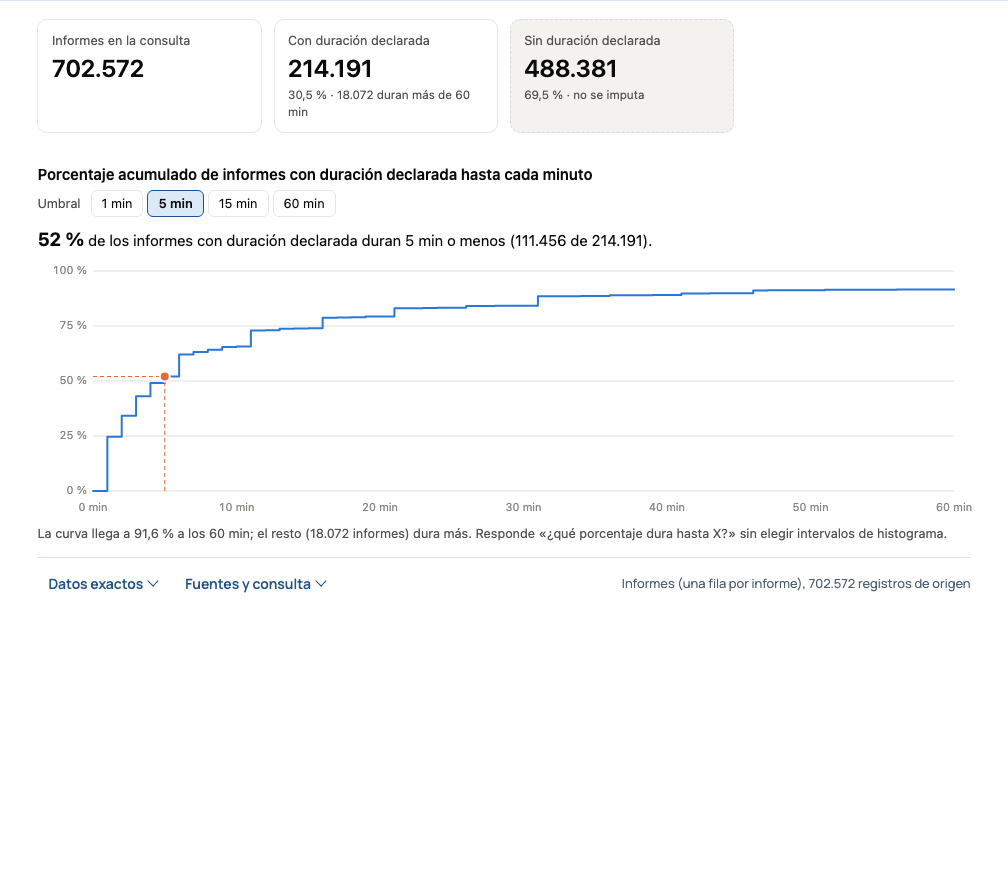 Informes en la consulta
702.572
Con duración declarada
214.191
30,5 % · 18.072 duran más de 60
min
Sin duración declarada
488.381
69,5 % · no se imputa
Porcentaje acumulado de informes con duración declarada hasta cada minuto
Umbral 1 min 5 min 15 min 60 min
52 % de los informes con duración declarada duran 5 min o menos (111.456 de 214.191).
100 %
75 %
50 %
25 %
0 %
0 min 10 min 20 min 30 min 40 min 50 min 60 min
La curva llega a 91,6 % a los 60 min; el resto (18.072 informes) dura más. Responde «¿qué porcentaje dura hasta X?» sin elegir intervalos de histograma.
Datos exactos Fuentes y consulta Informes (una fila por informe), 702.572 registros de origen